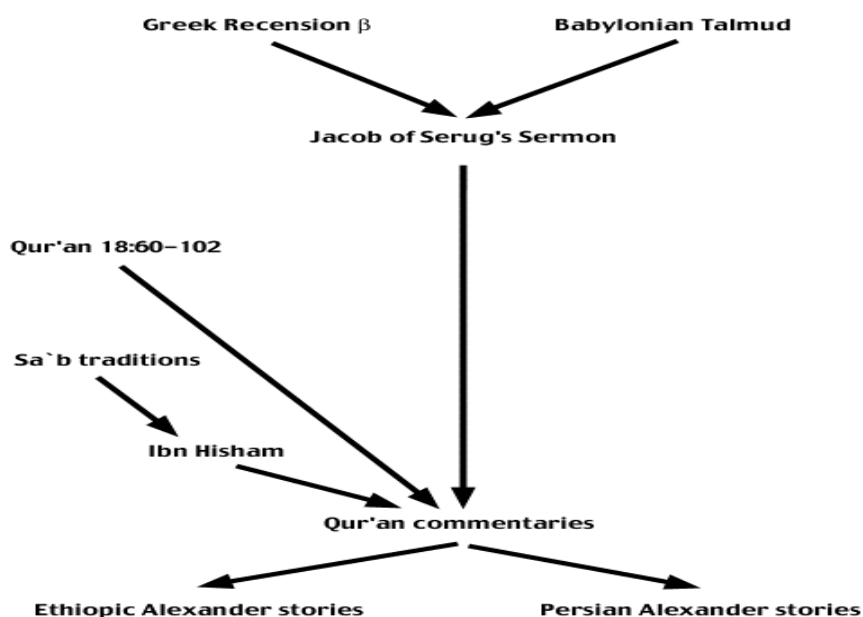 Greek Recension β
Babylonian Talmud
Jacob of Serug's Sermon
Qur'an 18:60–102
Sa`b traditions
Ibn Hisham
Qur'an commentaries
Ethiopic Alexander stories
Persian Alexander stories